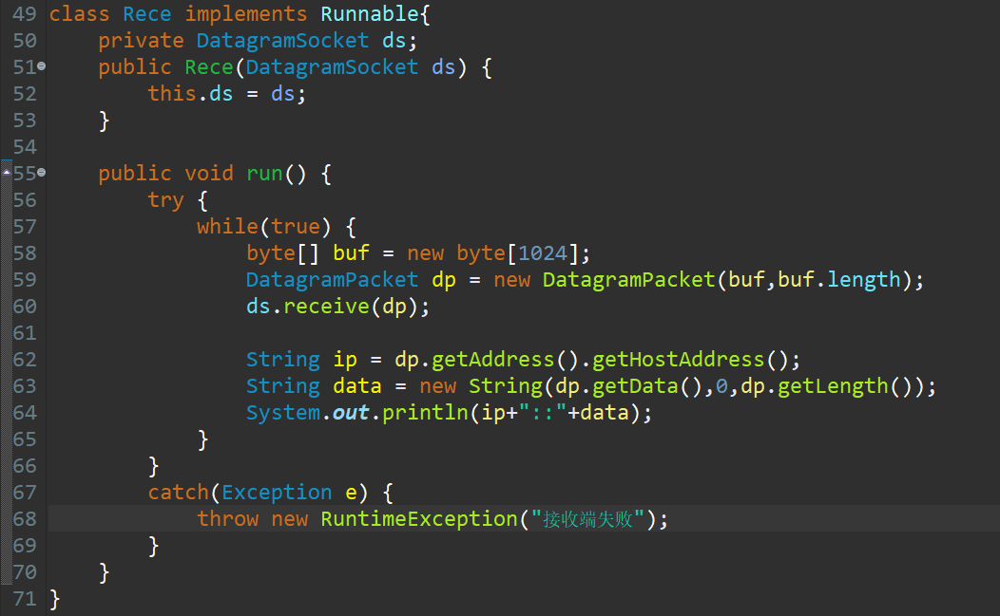 49 class Rece implements Runnable{
50     private DatagramSocket ds;
51     public Rece(DatagramSocket ds) {
52         this.ds = ds;
53     }
54
55     public void run() {
56         try {
57             while(true) {
58                 byte[] buf = new byte[1024];
59                 DatagramPacket dp = new DatagramPacket(buf,buf.length);
60                 ds.receive(dp);
61
62                 String ip = dp.getAddress().getHostAddress();
63                 String data = new String(dp.getData(),0,dp.getLength());
64                 System.out.println(ip+"::"+data);
65             }
66         }
67         catch(Exception e) {
68             throw new RuntimeException("接收端失败");
69         }
70     }
71 }